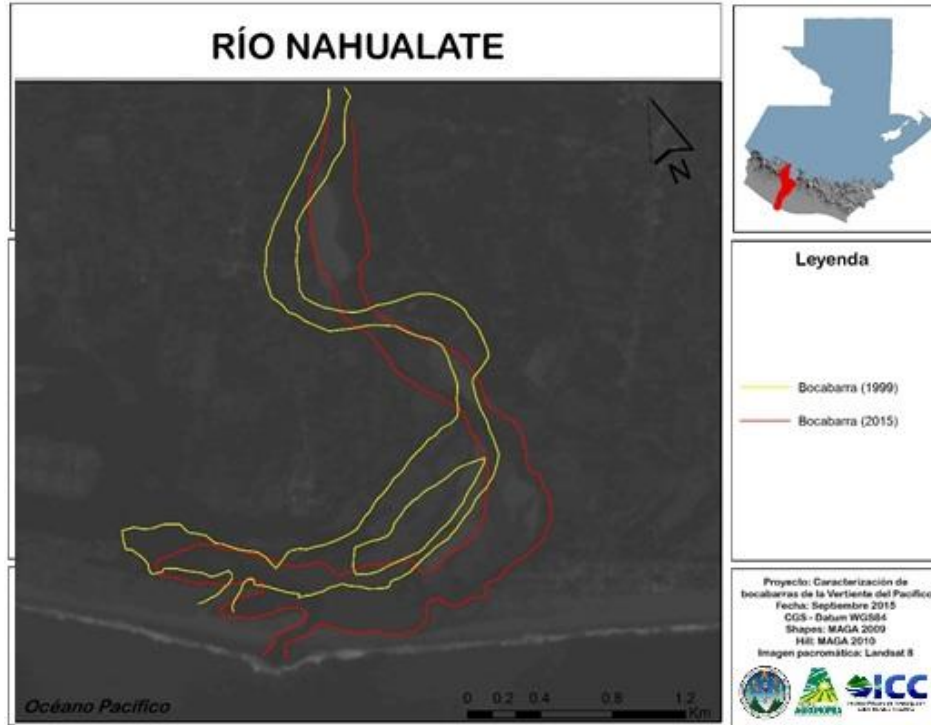 RÍO NAHUALATE
N
Leyenda
Bocabarra (1999)
Bocabarra (2015)
Proyecto: Caracterización de
bocabarras de la Vertiente del Pacífico
Fecha: Septiembre 2015
CGS - Datum WGS84
Shapes: MAGA 2009
Hill: MAGA 2010
Imagen pacromática: Landsat 8
Océano Pacífico
0 0.2 0.4 0.8 1.2
Km
ICC